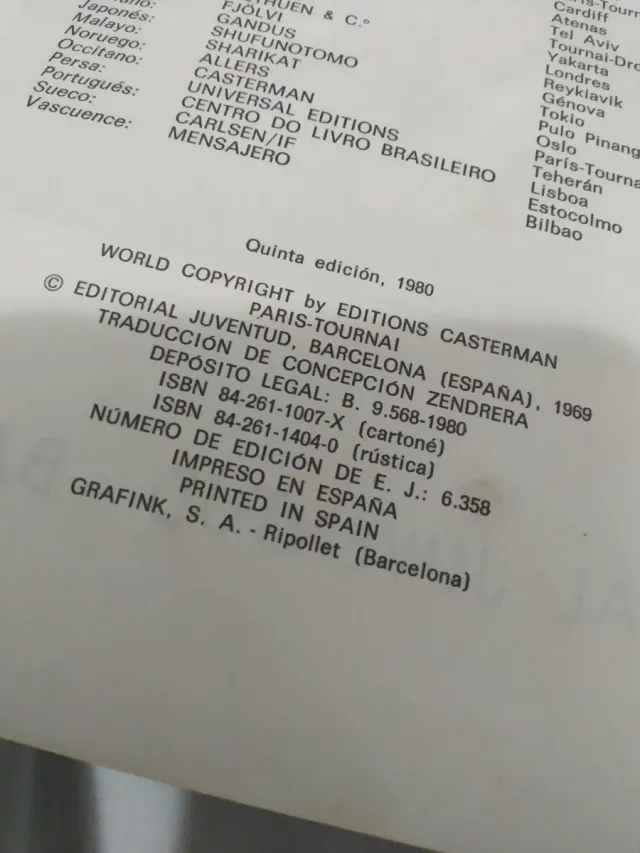 Cardiff
Atenas
Tel Aviv
Yakarta
& C.º Londres
FJÖLVI Reykiavik
GANDUS Génova
Japonés: SHUFUNOTOMO Tokio
Malayo: SHARIKAT Pulo Pinang
Noruego: ALLERS Oslo
Occitano: CASTERMAN París-Tourna
Persa: UNIVERSAL EDITIONS Teherán
Portugués: CENTRO DO LIVRO BRASILEIRO Lisboa
Sueco: CARLSEN/IF Estocolmo
Vascuence: MENSAJERO Bilbao
Quinta edición, 1980
WORLD COPYRIGHT by EDITIONS CASTERMAN
PARIS-TOURNAI
© EDITORIAL JUVENTUD, BARCELONA (ESPAÑA), 1969
TRADUCCIÓN DE CONCEPCIÓN ZENDRERA
DEPÓSITO LEGAL: B. 9.568-1980
ISBN 84-261-1007-X (cartoné)
ISBN 84-261-1404-0 (rústica)
NÚMERO DE EDICIÓN DE E. J.: 6.358
IMPRESO EN ESPAÑA
PRINTED IN SPAIN
GRAFINK, S. A. - Ripollet (Barcelona)